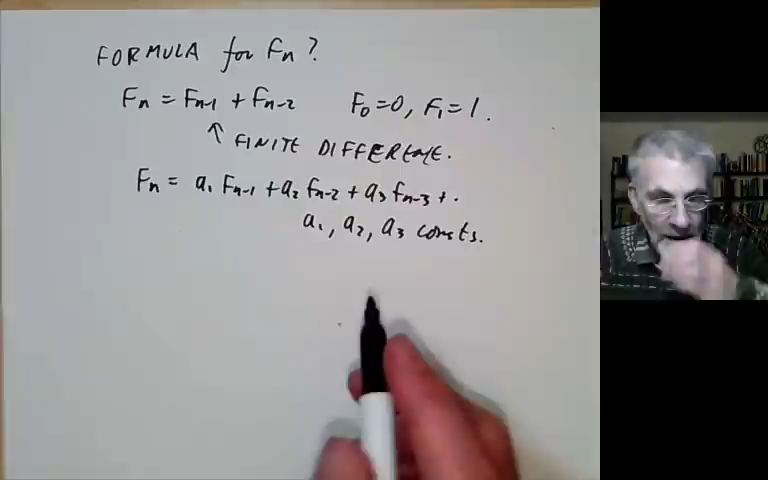 FORMULA for Fn?
Fn = Fn-1 + Fn-2 F0=0, F1=1.
↑ FINITE DIFFERENCE.
Fn = a1 Fn-1 + a2 Fn-2 + a3 Fn-3 + ..
a1, a2, a3 consts.